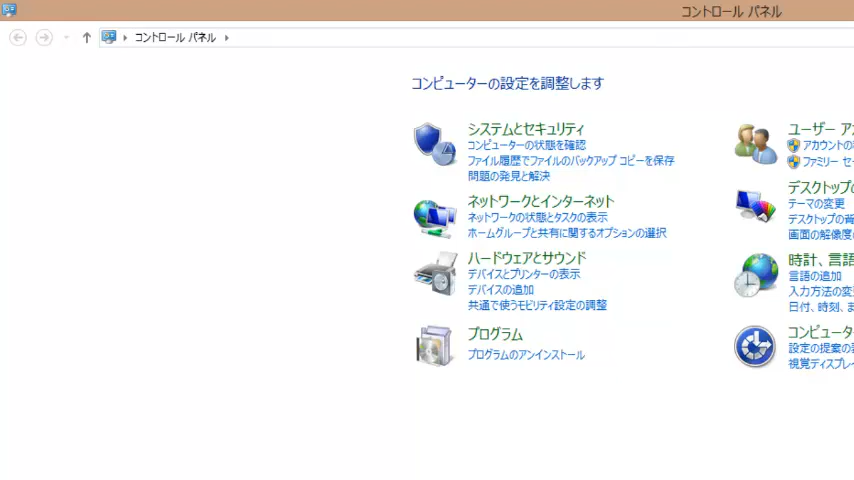 コントロール パネル
コントロール パネル
コンピューターの設定を調整します
システムとセキュリティ
コンピューターの状態を確認
ファイル履歴でファイルのバックアップ コピーを保存
問題の発見と解決
ネットワークとインターネット
ネットワークの状態とタスクの表示
ホームグループと共有に関するオプションの選択
ハードウェアとサウンド
デバイスとプリンターの表示
デバイスの追加
共通で使うモビリティ設定の調整
プログラム
プログラムのアンインストール
ユーザー ア
アカウントの
ファミリー セ
デスクトップの
テーマの変更
デスクトップの背
画面の解像度
時計、言語
言語の追加
入力方法の変
日付、時刻、ま
コンピュータ
設定の提案の
視覚ディスプレイ